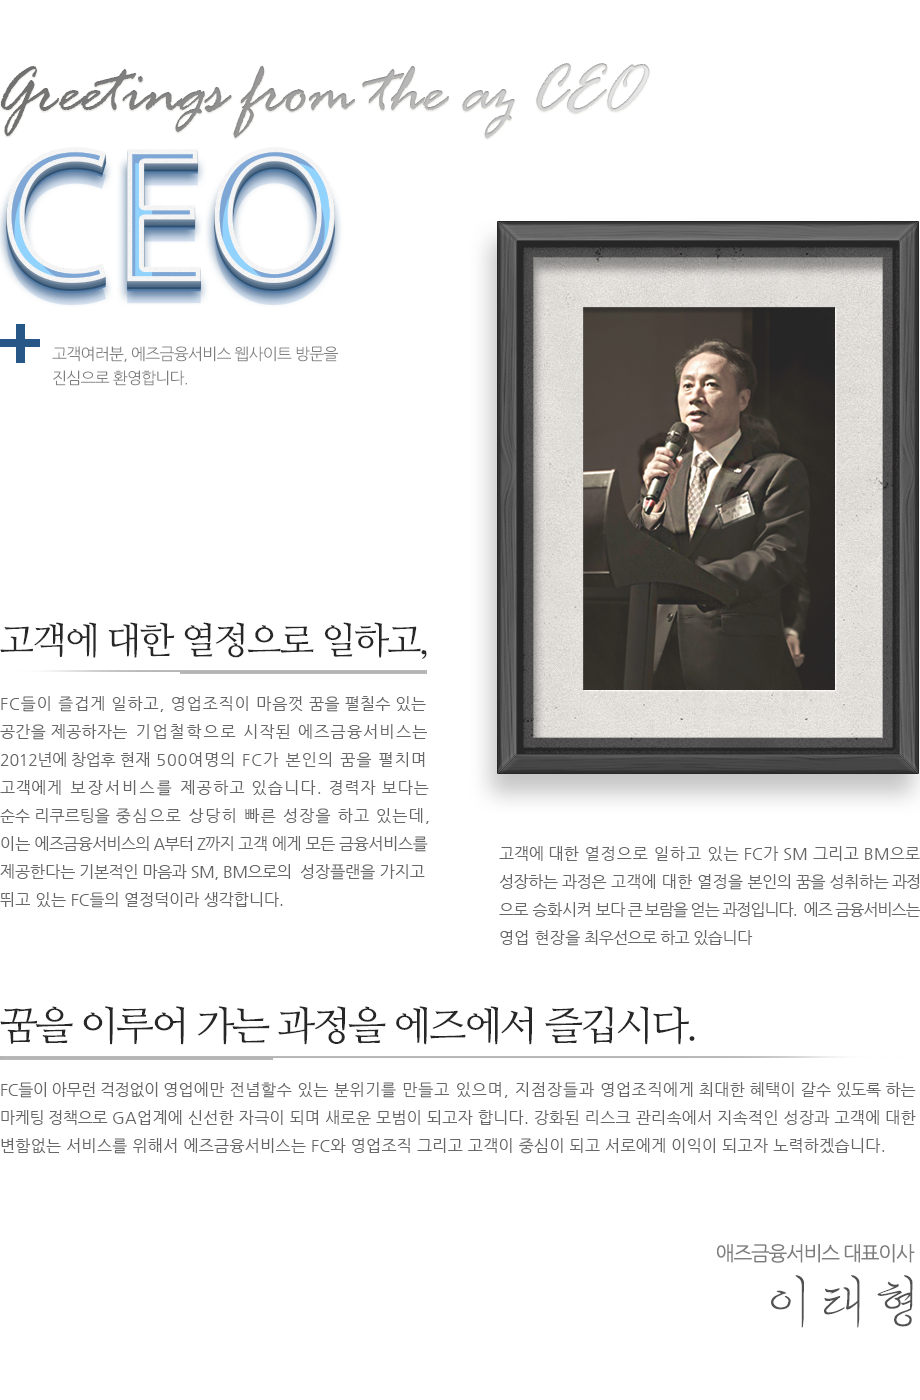 Greetings from the az CEO
CEO
고객여러분, 에즈금융서비스 웹사이트 방문을
진심으로 환영합니다.
고객에 대한 열정으로 일하고,
FC들이 즐겁게 일하고, 영업조직이 마음껏 꿈을 펼칠수 있는
공간을 제공하자는 기업철학으로 시작된 에즈금융서비스는
2012년에 창업후 현재 500여명의 FC가 본인의 꿈을 펼치며
고객에게 보장서비스를 제공하고 있습니다. 경력자 보다는
순수 리쿠르팅을 중심으로 상당히 빠른 성장을 하고 있는데,
이는 에즈금융서비스의 A부터 Z까지 고객 에게 모든 금융서비스를
제공한다는 기본적인 마음과 SM, BM으로의 성장플랜을 가지고
뛰고 있는 FC들의 열정덕이라 생각합니다.
고객에 대한 열정으로 일하고 있는 FC가 SM 그리고 BM으로
성장하는 과정은 고객에 대한 열정을 본인의 꿈을 성취하는 과정
으로 승화시켜 보다 큰 보람을 얻는 과정입니다. 에즈 금융서비스는
영업 현장을 최우선으로 하고 있습니다
꿈을 이루어 가는 과정을 에즈에서 즐깁시다.
FC들이 아무런 걱정없이 영업에만 전념할수 있는 분위기를 만들고 있으며, 지점장들과 영업조직에게 최대한 혜택이 갈수 있도록 하는
마케팅 정책으로 GA업계에 신선한 자극이 되며 새로운 모범이 되고자 합니다. 강화된 리스크 관리속에서 지속적인 성장과 고객에 대한
변함없는 서비스를 위해서 에즈금융서비스는 FC와 영업조직 그리고 고객이 중심이 되고 서로에게 이익이 되고자 노력하겠습니다.
애즈금융서비스 대표이사
이태형